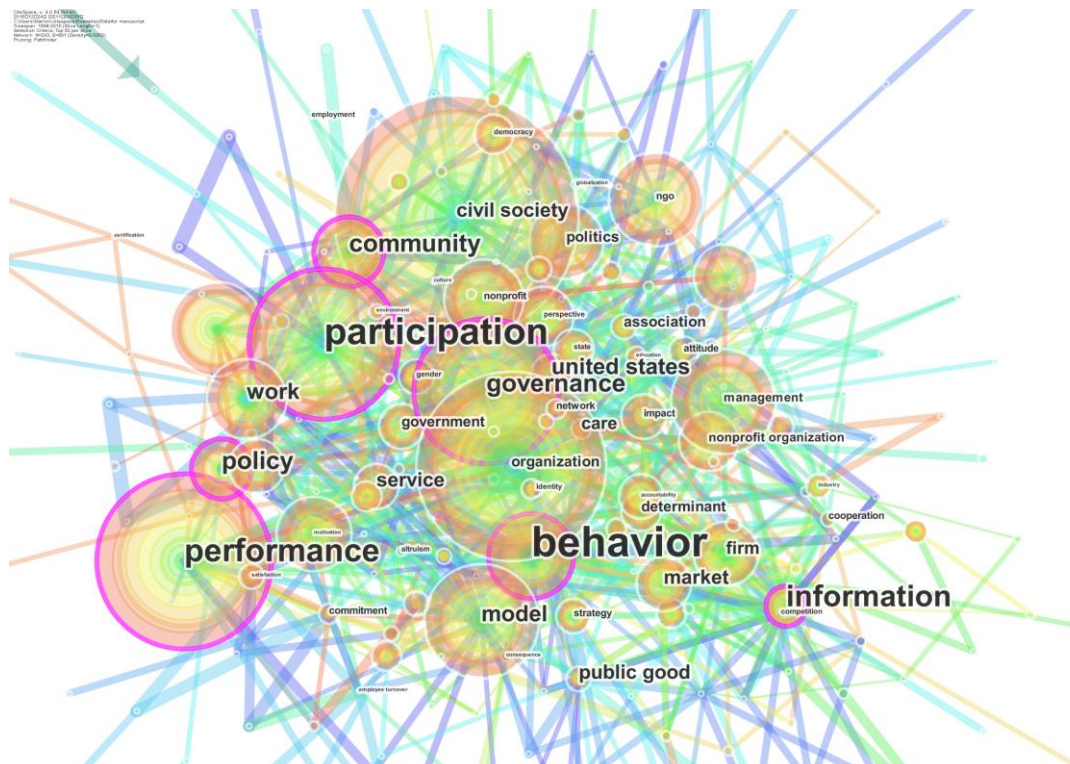 employment
democracy
globalization
ngo
civil society
politics
community
certification
culture
nonprofit
environment
perspective
association
participation
state
education
attitude
united states
gender
governance
work
management
network
impact
government
care
nonprofit organization
policy
organization
service
identity
industry
accountability
determinant
cooperation
motivation
behavior
altruism
firm
performance
satisfaction
market
information
commitment
model
strategy
competition
consequence
public good
employee turnover